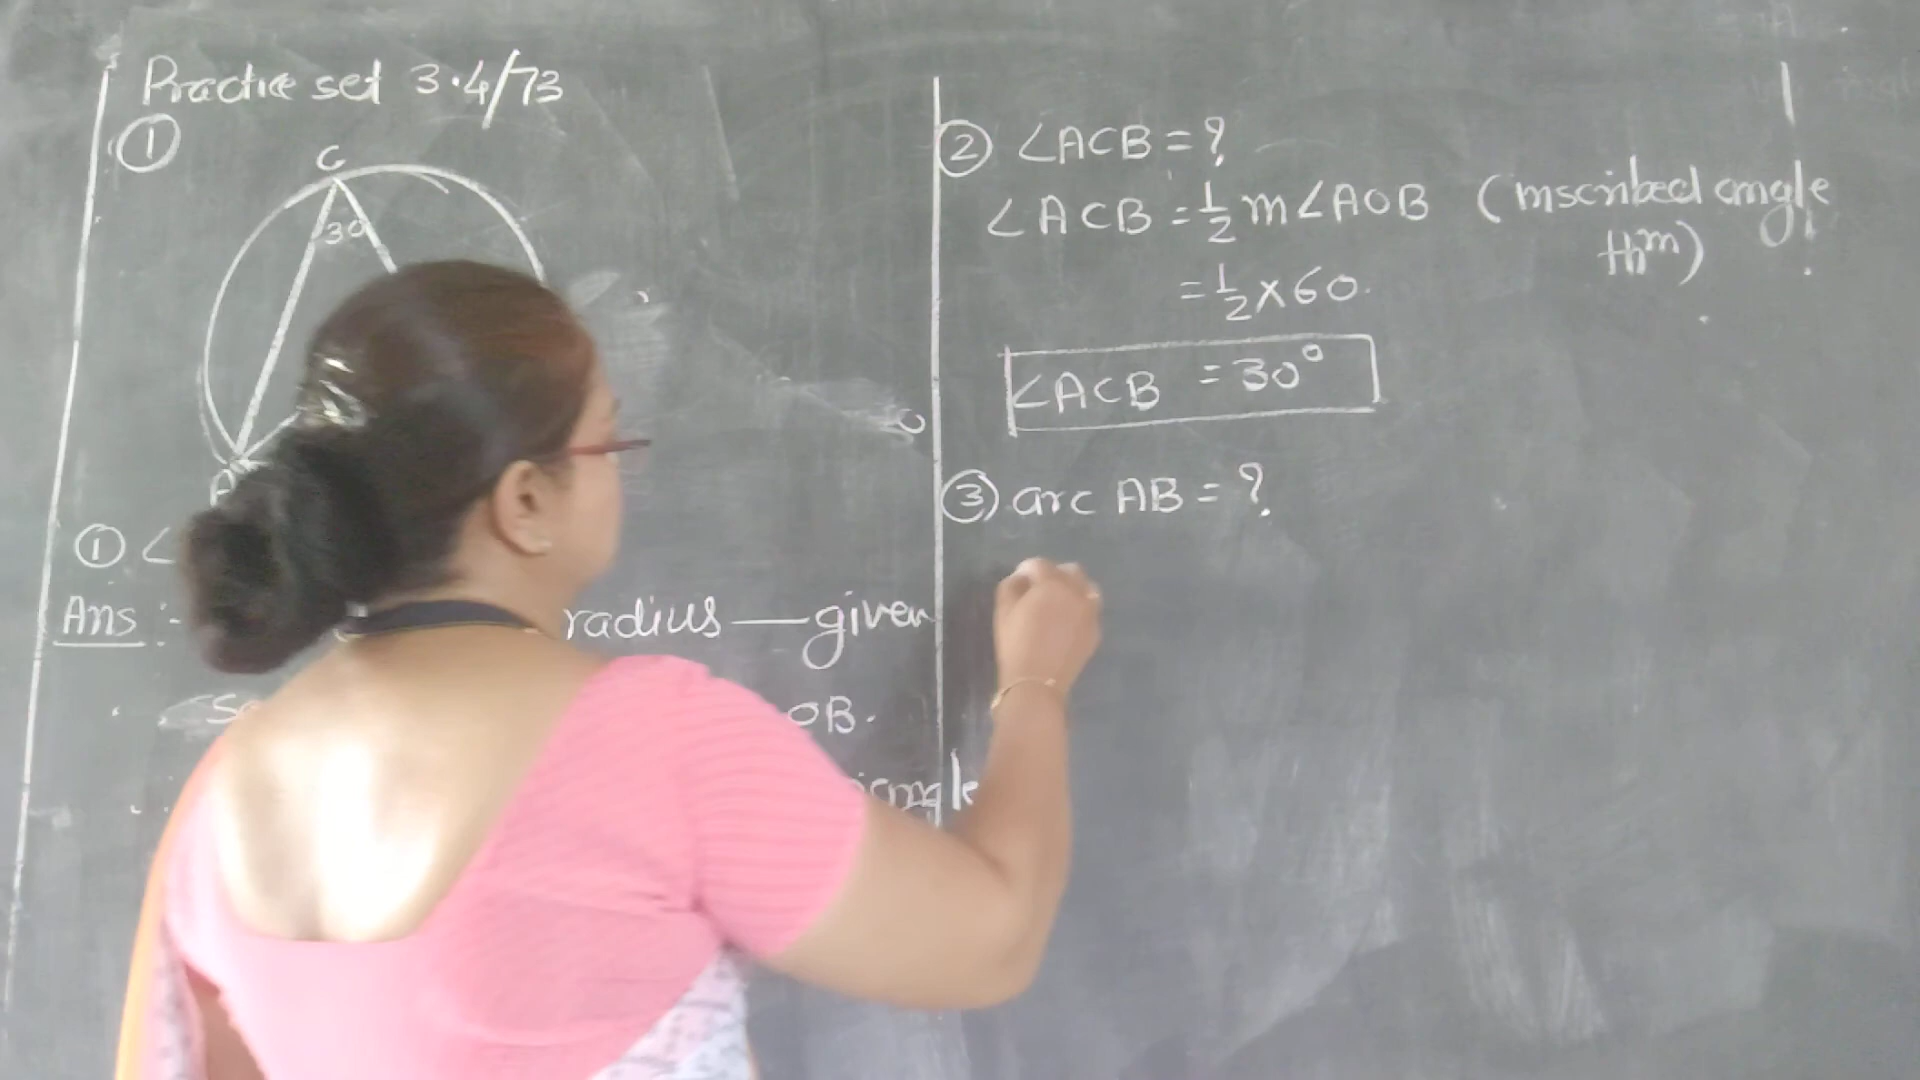 Practice set 3.4/73
①
C
30
A
① ∠
Ans :-
radius — given
OB.
② ∠ACB = ?
∠ACB = 1/2 m∠AOB (inscribed angle
thm)
= 1/2 × 60.
∠ACB = 30°
③ arc AB = ?